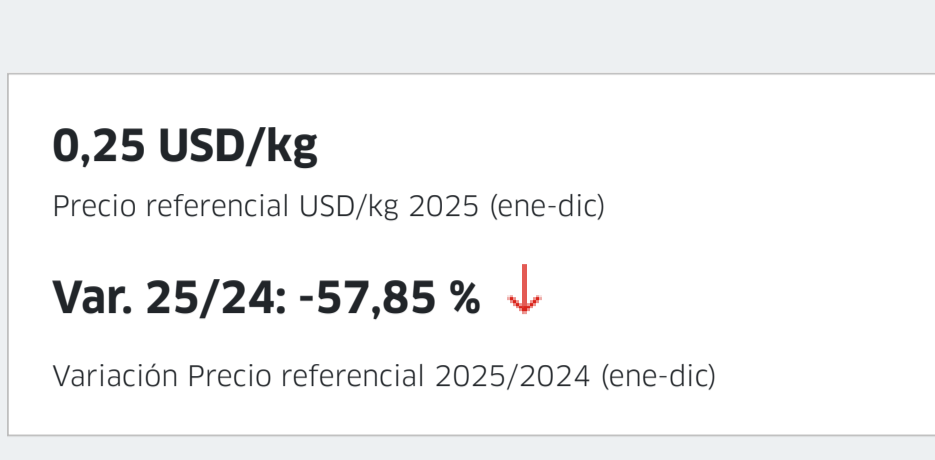 0,25 USD/kg
Precio referencial USD/kg 2025 (ene-dic)
Var. 25/24: -57,85 %
Variación Precio referencial 2025/2024 (ene-dic)